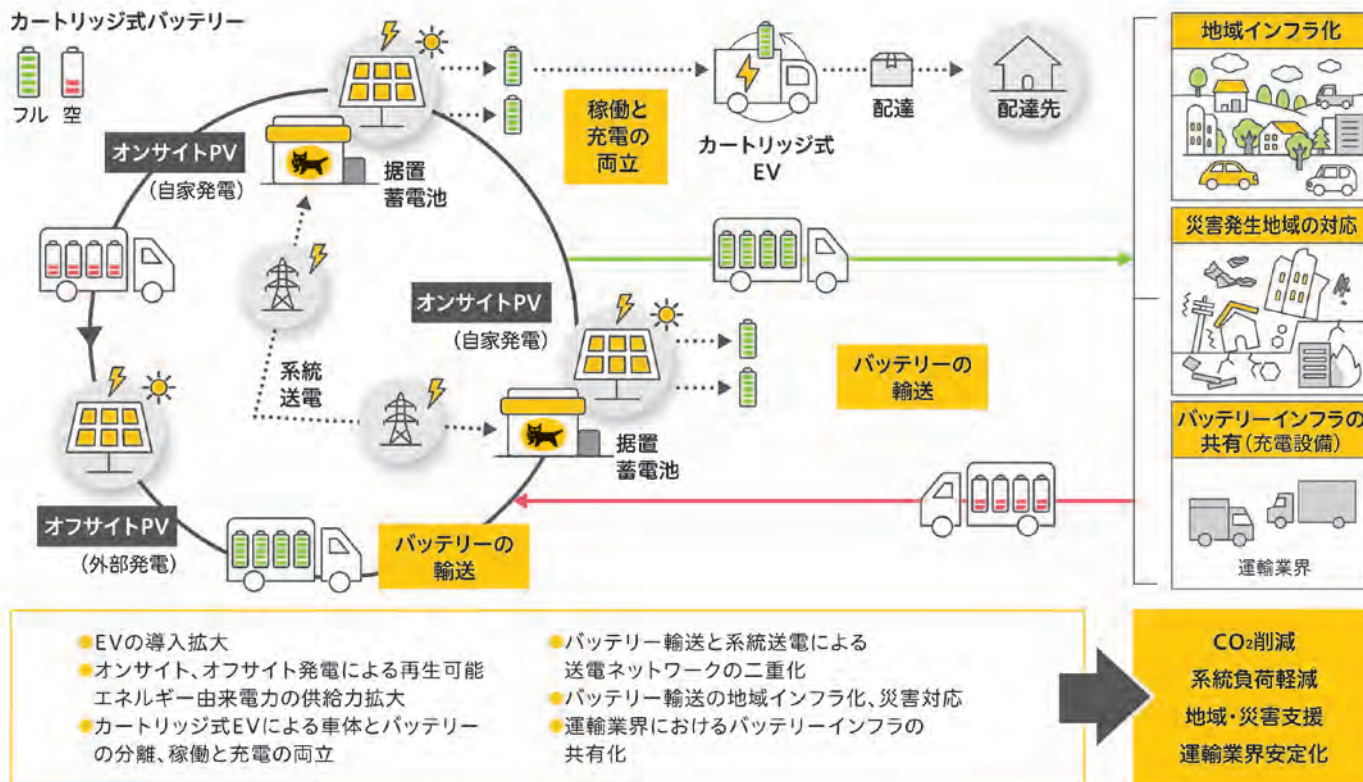 カートリッジ式バッテリー
フル 空
オンサイトPV
(自家発電)
据置
蓄電池
稼働と
充電の
両立
カートリッジ式
EV
配達
配達先
地域インフラ化
災害発生地域の対応
バッテリーインフラの
共有(充電設備)
運輸業界
系統
送電
オンサイトPV
(自家発電)
据置
蓄電池
バッテリーの
輸送
オフサイトPV
(外部発電)
バッテリーの
輸送
●EVの導入拡大
●オンサイト、オフサイト発電による再生可能
エネルギー由来電力の供給力拡大
●カートリッジ式EVによる車体とバッテリー
の分離、稼働と充電の両立
●バッテリー輸送と系統送電による
送電ネットワークの二重化
●バッテリー輸送の地域インフラ化、災害対応
●運輸業界におけるバッテリーインフラの
共有化
CO₂削減
系統負荷軽減
地域・災害支援
運輸業界安定化